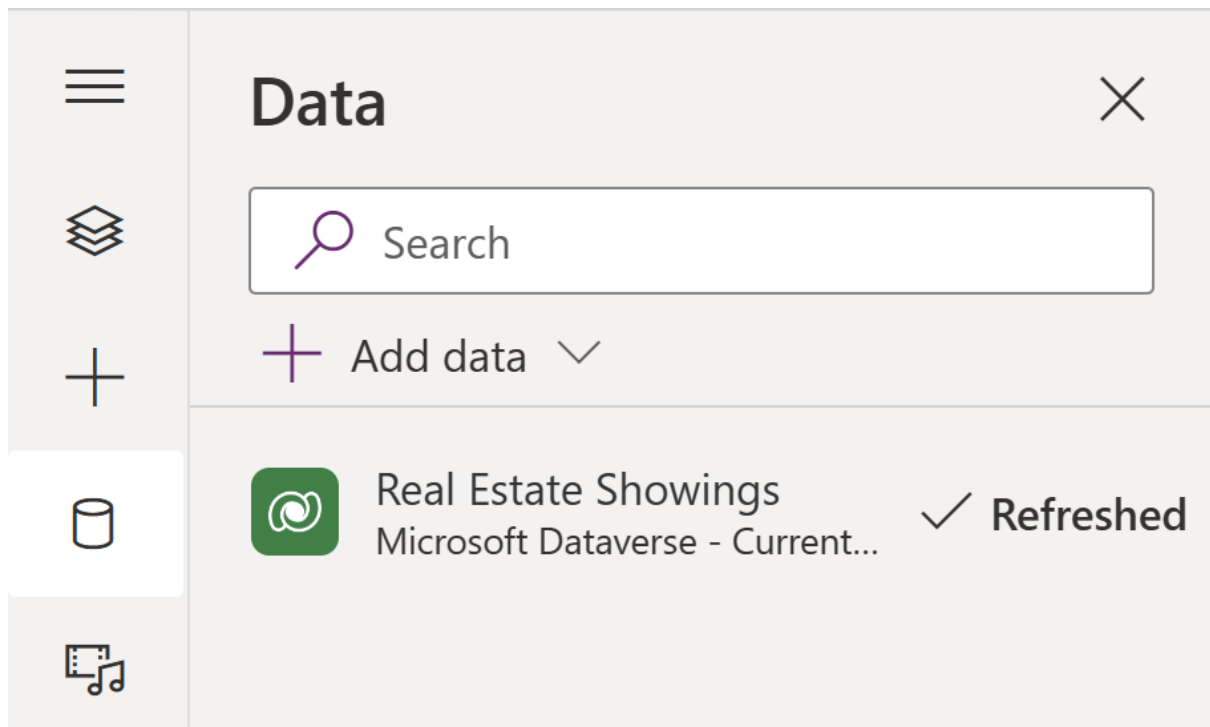 Data
Search
Add data
Real Estate Showings
Microsoft Dataverse - Current...
Refreshed